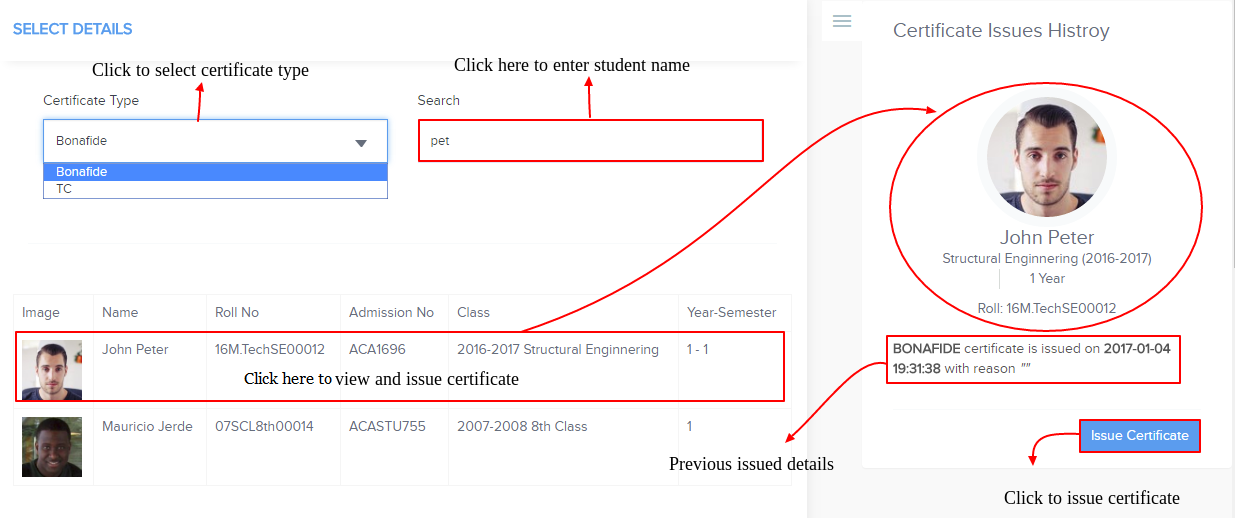 SELECT DETAILS
Click to select certificate type
Click here to enter student name
Certificate Type
Search
Bonafide
pet
Bonafide
TC
Image Name Roll No Admission No Class Year-Semester
John Peter 16M.TechSE00012 ACA1696 2016-2017 Structural Enginnering 1 - 1
Click here to view and issue certificate
Mauricio Jerde 07SCL8th00014 ACASTU755 2007-2008 8th Class 1
Certificate Issues Histroy
John Peter
Structural Enginnering (2016-2017)
1 Year
Roll: 16M.TechSE00012
BONAFIDE certificate is issued on 2017-01-04
19:31:38 with reason ""
Issue Certificate
Previous issued details
Click to issue certificate